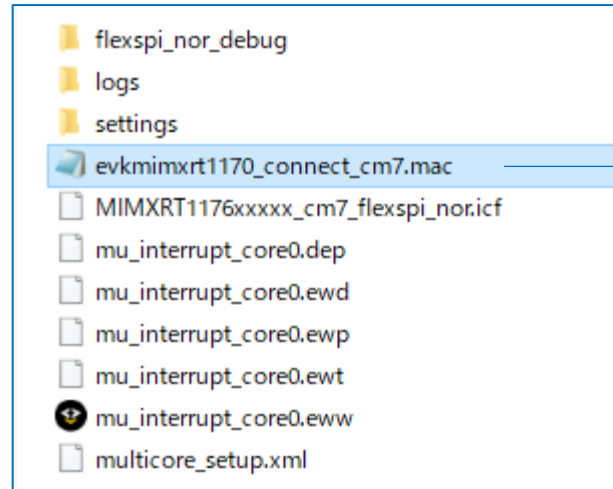 flexspi_nor_debug
logs
settings
evkmimxrt1170_connect_cm7.mac
MIMXRT1176xxxxx_cm7_flexspi_nor.icf
mu_interrupt_core0.dep
mu_interrupt_core0.ewd
mu_interrupt_core0.ewp
mu_interrupt_core0.ewt
mu_interrupt_core0.eww
multicore_setup.xml